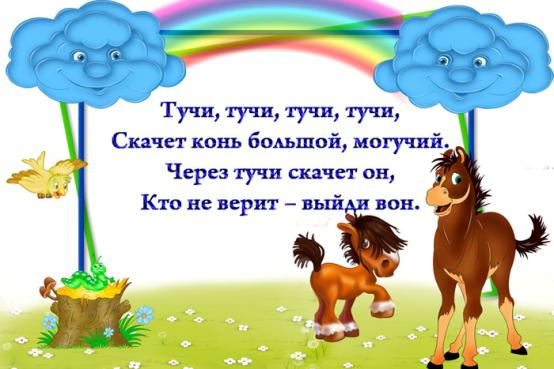 Тучи, тучи, тучи, тучи,
Скачет конь большой, могучий.
Через тучи скачет он,
Кто не верит – выйди вон.